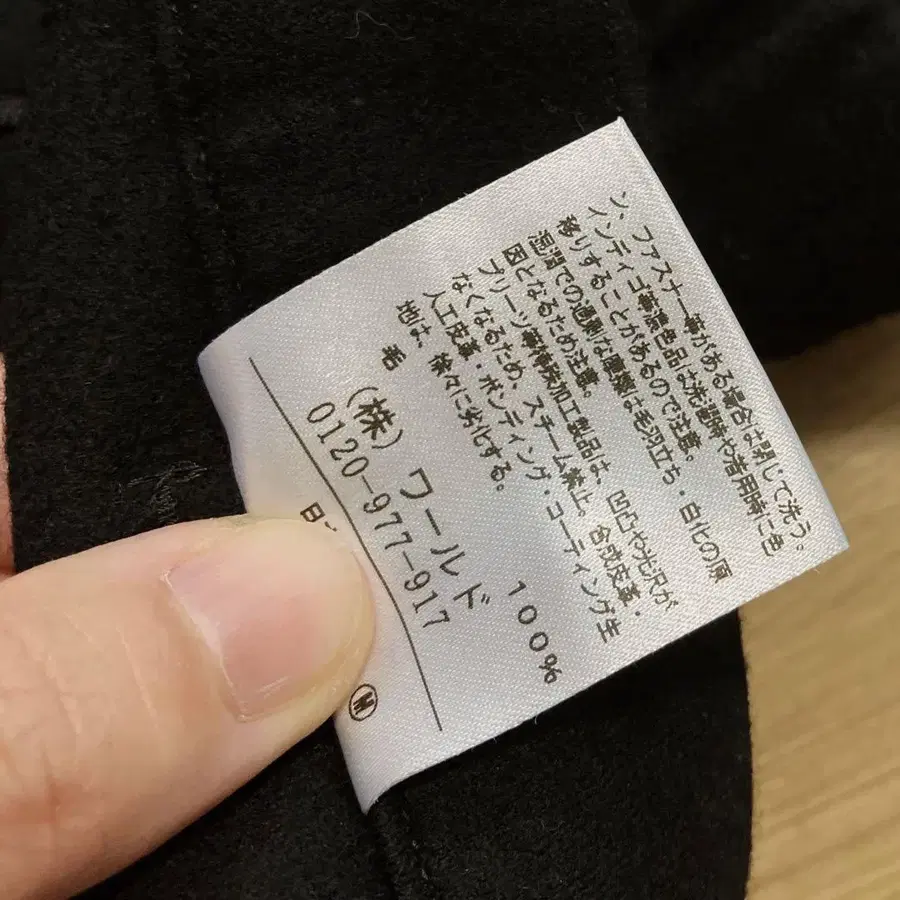 ン、ファスナー等がある場合は閉じて洗う。
インディゴ等濃色品は洗濯時や着用時に色
移りすることがあるので注意。
湿潤での過剰な摩擦は毛羽立ち・白化の原
因となるため注意。
プリーツ等特殊加工製品は、凹凸や光沢が
なくなるため、スチーム禁止。合成皮革・
人工皮革・ボンディング・コーティング生
地は、徐々に劣化する。
毛 100%
(株) ワールド
0120-977-917
日
M